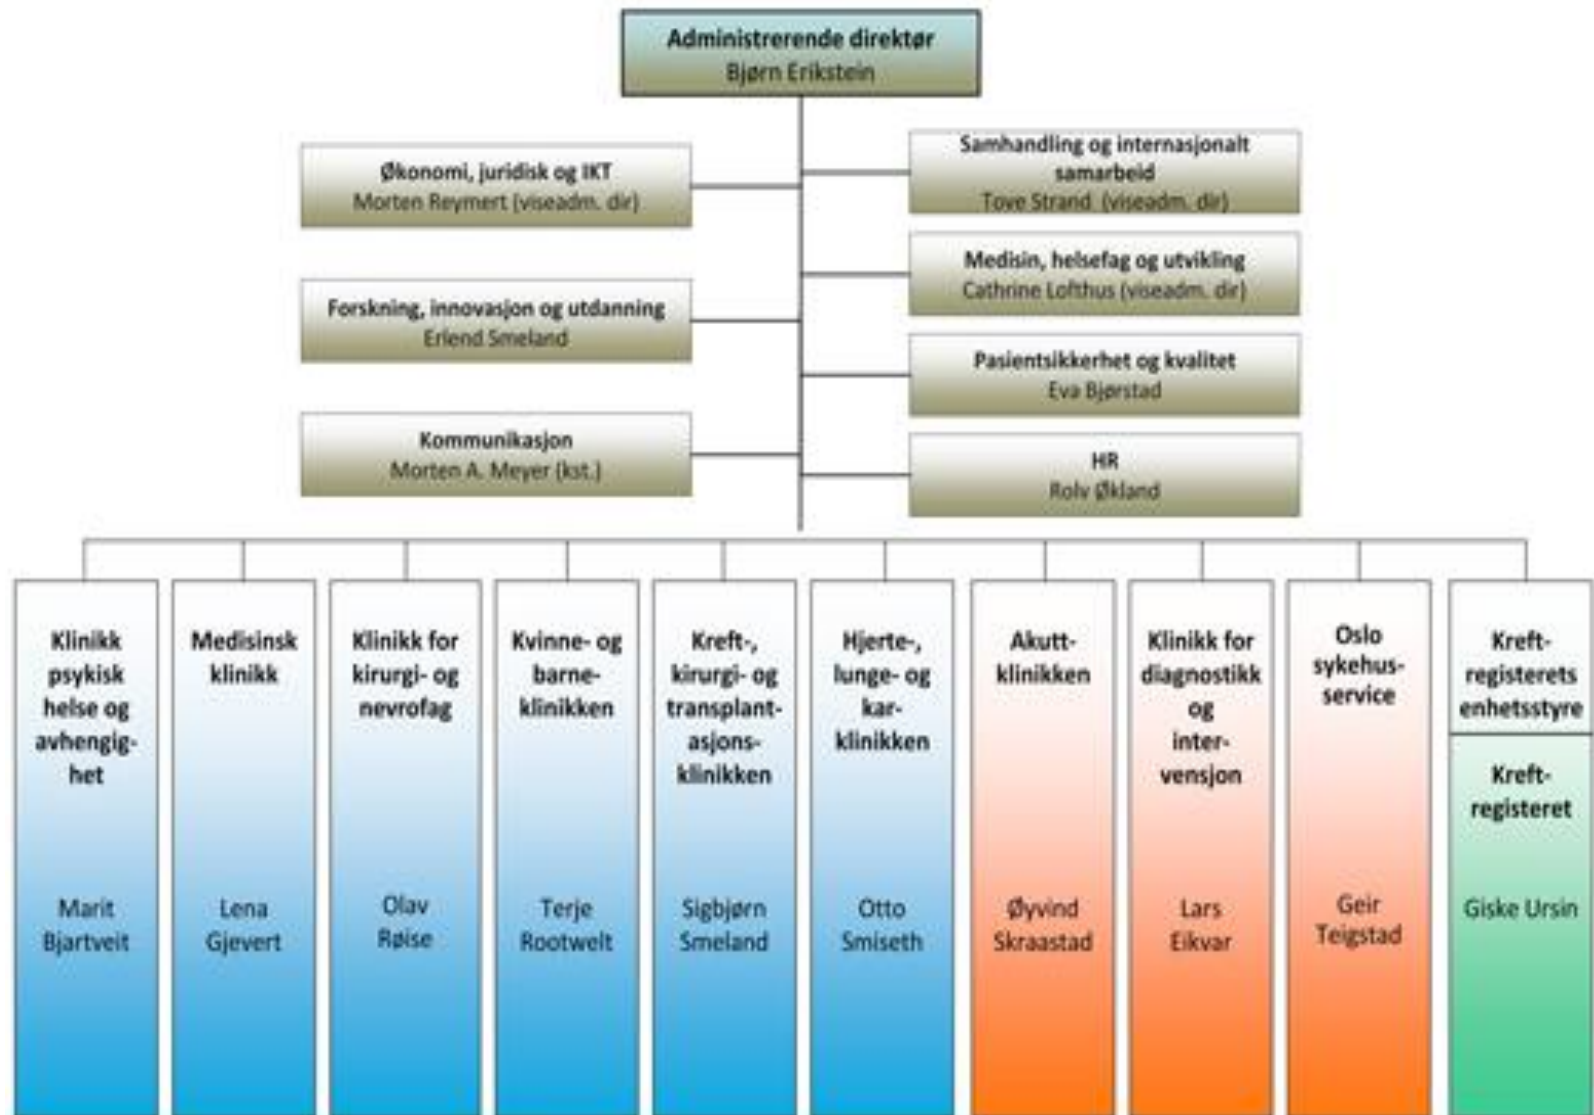 Administrerende direktør
Bjørn Erikstein
Økonomi, juridisk og IKT
Morten Reymert (viseadm. dir)
Samhandling og internasjonalt
samarbeid
Tove Strand (viseadm. dir)
Forskning, innovasjon og utdanning
Erlend Smeland
Medisin, helsefag og utvikling
Cathrine Lofthus (viseadm. dir)
Pasientsikkerhet og kvalitet
Eva Bjørstad
Kommunikasjon
Morten A. Meyer (kst.)
HR
Rolv Økland
Klinikk
psykisk
helse og
avhengig-
het
Marit
Bjartveit
Medisinsk
klinikk
Lena
Gjevert
Klinikk for
kirurgi- og
nevrofag
Olav
Røise
Kvinne- og
barne-
klinikken
Terje
Rootwelt
Kreft-,
kirurgi- og
transplant-
asjons-
klinikken
Sigbjørn
Smeland
Hjerte-,
lunge- og
kar-
klinikken
Otto
Smiseth
Akutt-
klinikken
Øyvind
Skraastad
Klinikk for
diagnostikk
og
inter-
vensjon
Lars
Eikvar
Oslo
sykehus-
service
Geir
Teigstad
Kreft-
registerets
enhetsstyre
Kreft-
registeret
Giske Ursin